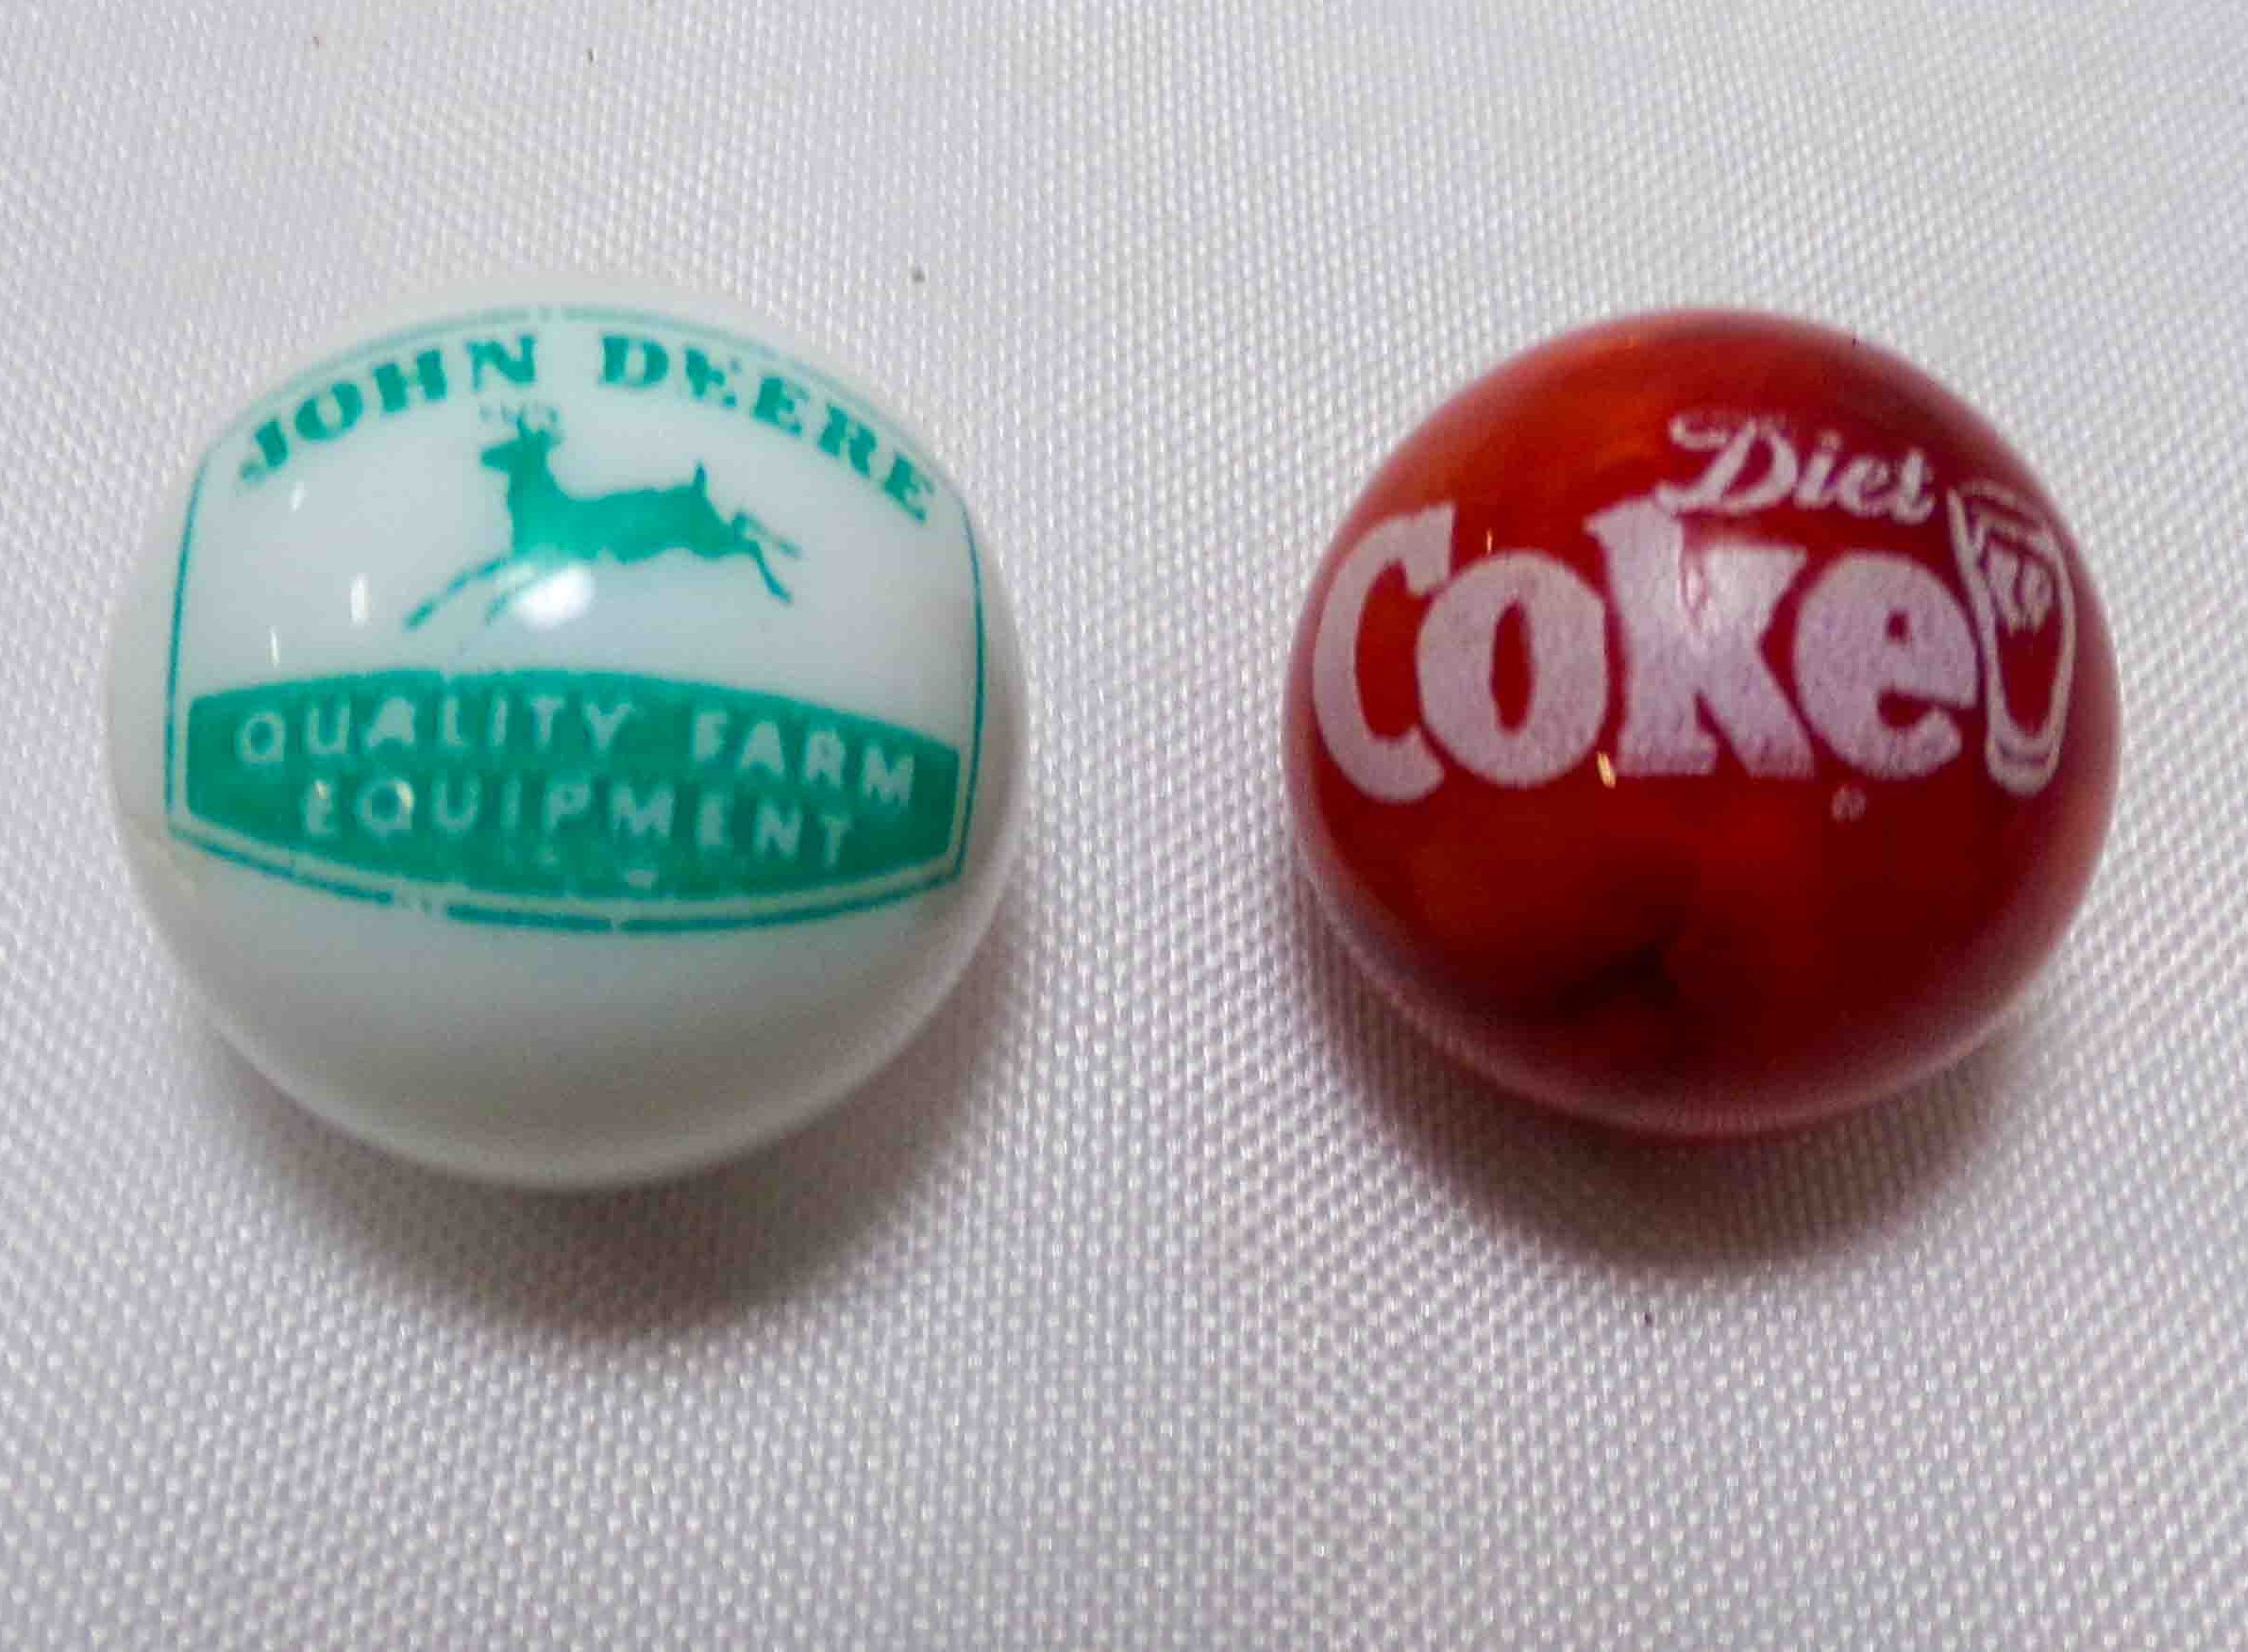 JOHN DEERE
QUALITY FARM
EQUIPMENT
Diet
Coke